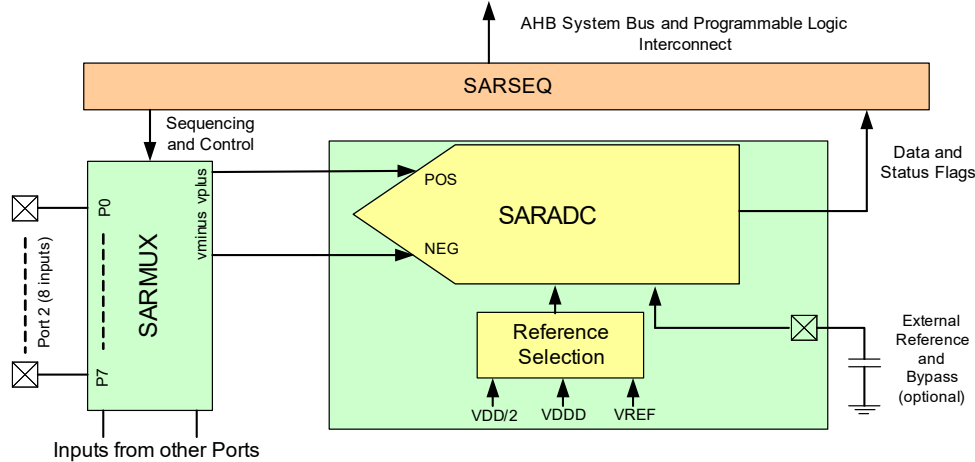 AHB System Bus and Programmable Logic
Interconnect
SARSEQ
Sequencing
and Control
Data and
Status Flags
vminus vplus
P0
POS
SARADC
NEG
SARMUX
Port 2 (8 inputs)
P7
Reference
Selection
External
Reference
and
Bypass
(optional)
VDD/2
VDDD
VREF
Inputs from other Ports